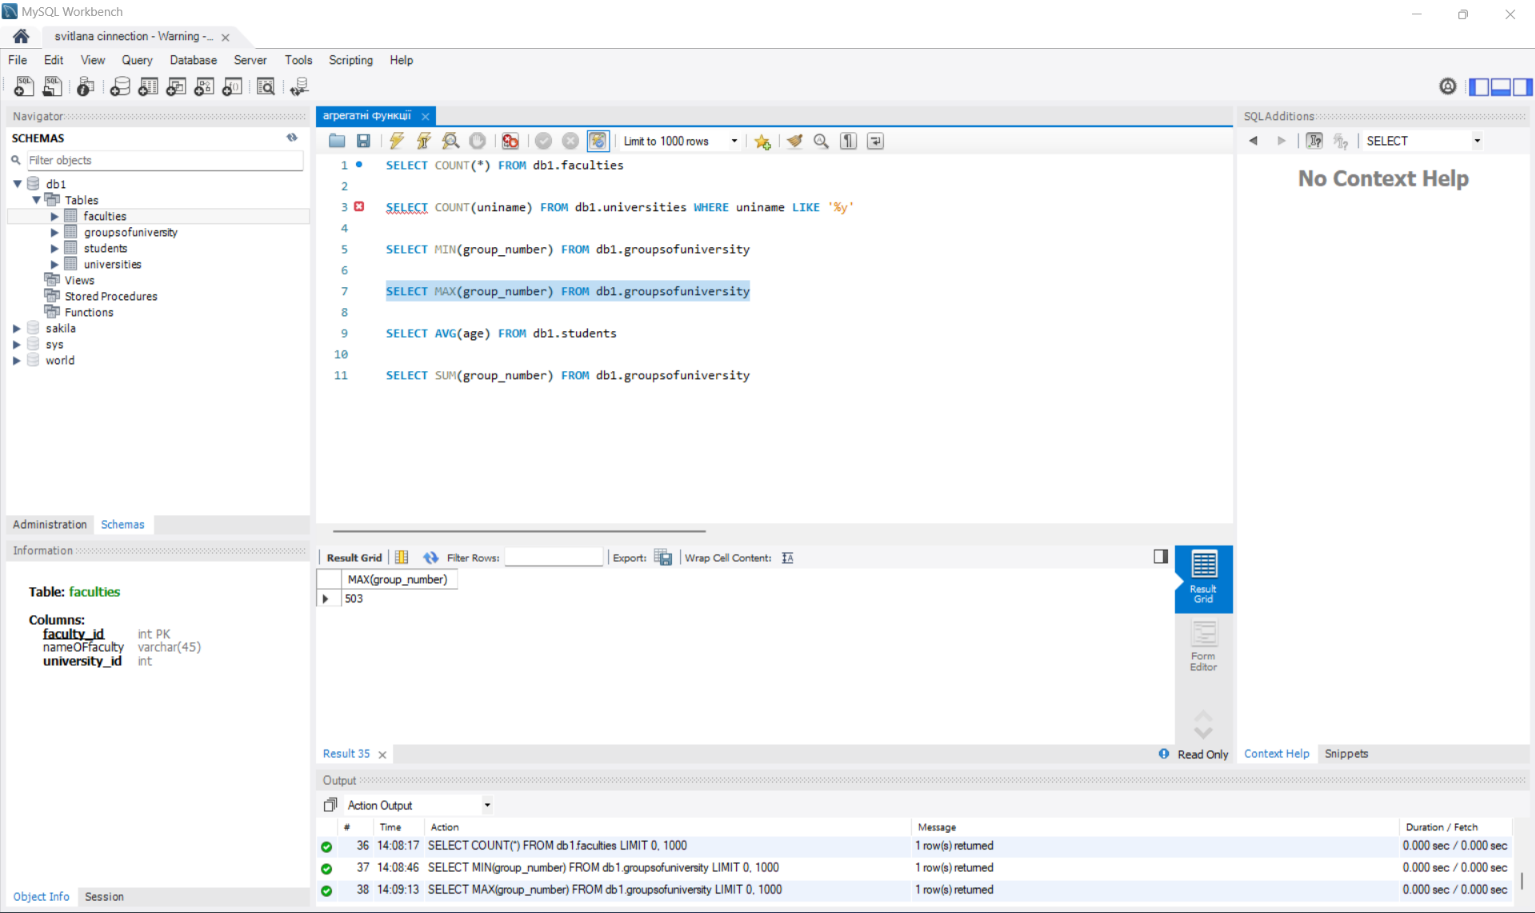 MySQL Workbench
svitlana cinnection - Warning -... ×
File Edit View Query Database Server Tools Scripting Help
Navigator
SCHEMAS
Filter objects
db1
Tables
faculties
groupsofuniversity
students
universities
Views
Stored Procedures
Functions
sakila
sys
world
Administration Schemas
Information
Table: faculties
Columns:
faculty_id int PK
nameOFfaculty varchar(45)
university_id int
Object Info Session
агрегатні функції ×
Limit to 1000 rows
1 SELECT COUNT(*) FROM db1.faculties
2
3 SELECT COUNT(uniname) FROM db1.universities WHERE uniname LIKE '%y'
4
5 SELECT MIN(group_number) FROM db1.groupsofuniversity
6
7 SELECT MAX(group_number) FROM db1.groupsofuniversity
8
9 SELECT AVG(age) FROM db1.students
10
11 SELECT SUM(group_number) FROM db1.groupsofuniversity
Result Grid Filter Rows: Export: Wrap Cell Content:
MAX(group_number)
503
Result Grid
Form Editor
Result 35 ×
Read Only
SQLAdditions
SELECT
No Context Help
Context Help Snippets
Output
Action Output
# Time Action Message Duration / Fetch
36 14:08:17 SELECT COUNT(*) FROM db1.faculties LIMIT 0, 1000 1 row(s) returned 0.000 sec / 0.000 sec
37 14:08:46 SELECT MIN(group_number) FROM db1.groupsofuniversity LIMIT 0, 1000 1 row(s) returned 0.000 sec / 0.000 sec
38 14:09:13 SELECT MAX(group_number) FROM db1.groupsofuniversity LIMIT 0, 1000 1 row(s) returned 0.000 sec / 0.000 sec